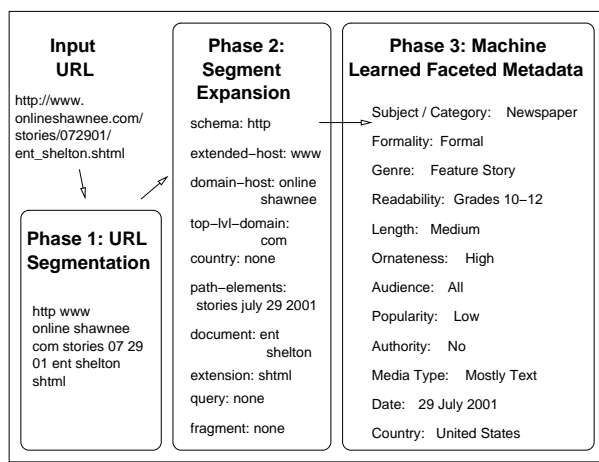 Input
URL
http://www.
onlineshawnee.com/
stories/072901/
ent_shelton.shtml
Phase 1: URL
Segmentation
http www
online shawnee
com stories 07 29
01 ent shelton
shtml
Phase 2:
Segment
Expansion
schema: http
extended−host: www
domain−host: online
shawnee
top−lvl−domain:
com
country: none
path−elements:
stories july 29 2001
document: ent
shelton
extension: shtml
query: none
fragment: none
Phase 3: Machine
Learned Faceted Metadata
Subject / Category: Newspaper
Formality: Formal
Genre: Feature Story
Readability: Grades 10−12
Length: Medium
Ornateness: High
Audience: All
Popularity: Low
Authority: No
Media Type: Mostly Text
Date: 29 July 2001
Country: United States